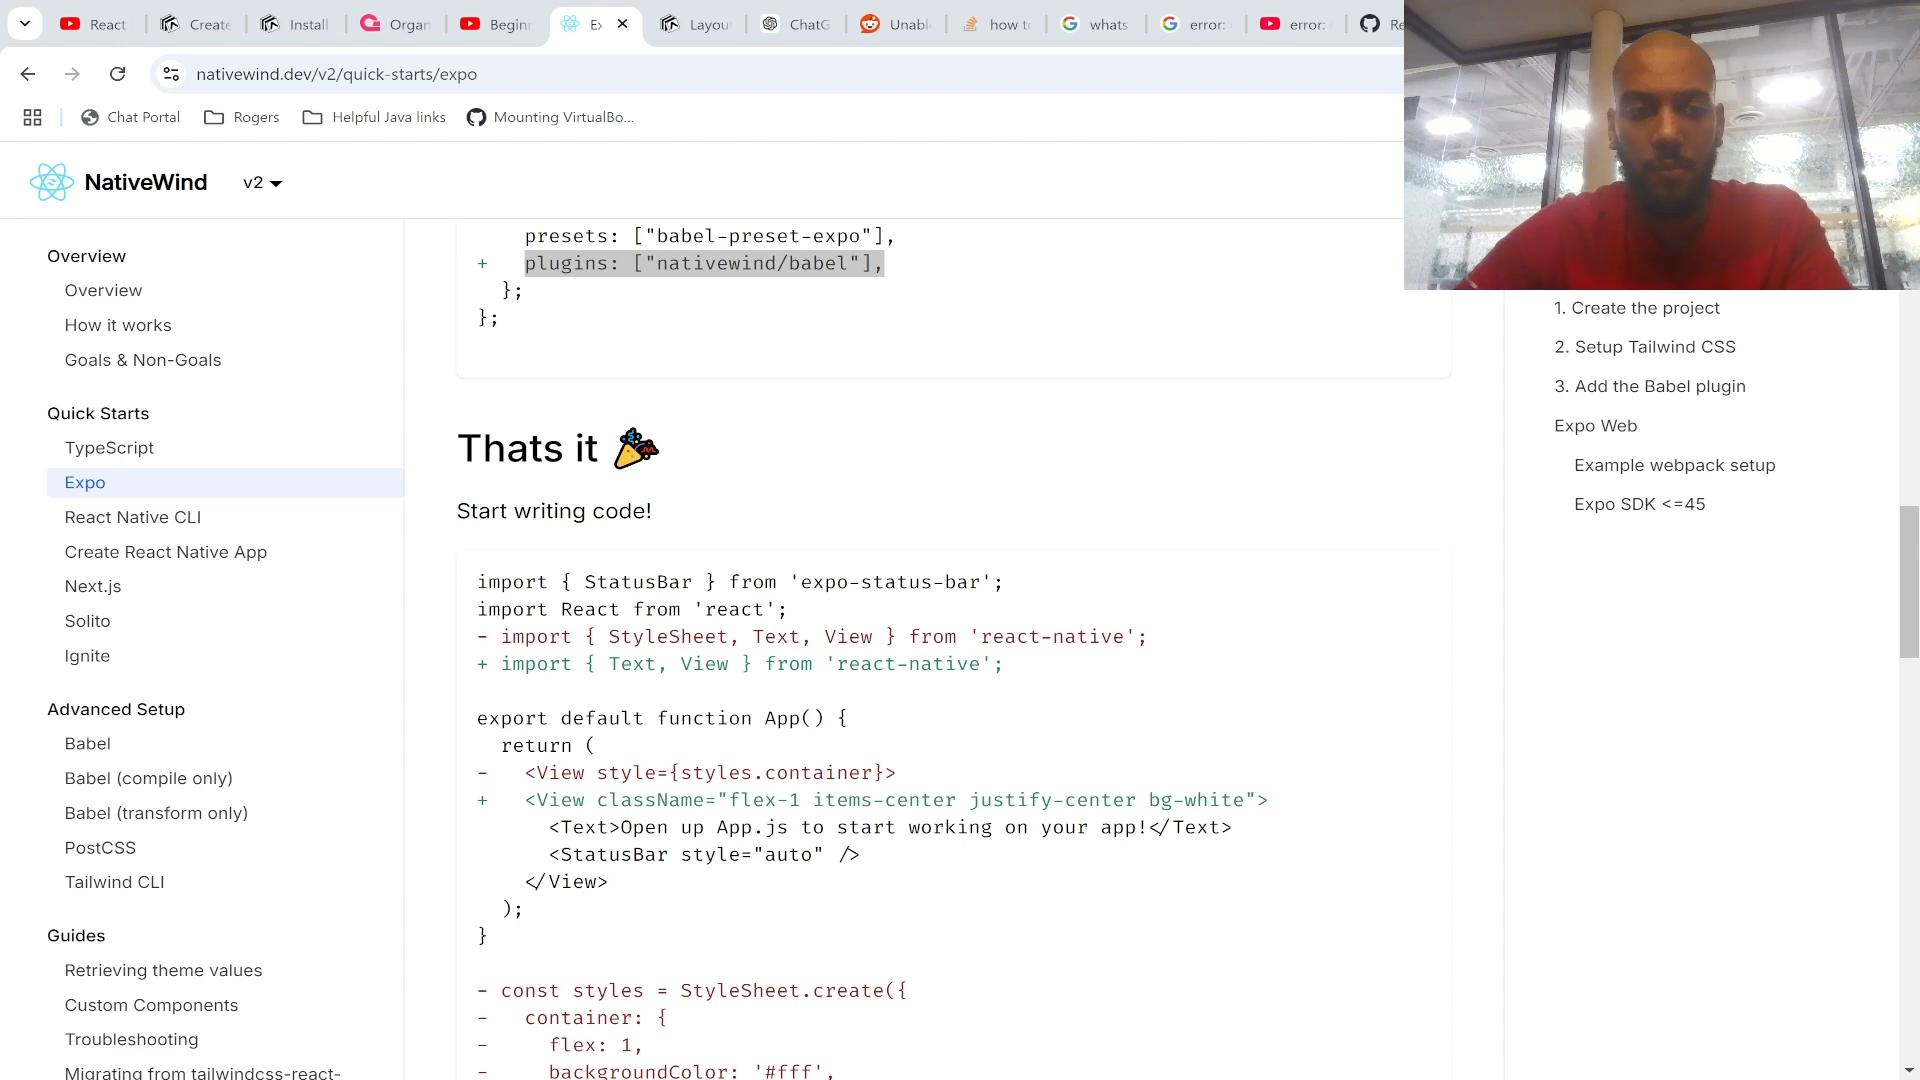 React
Create
Install
Organ
Beginn
Ex
Layou
ChatG
Unabl
how to
whats
error:
error:
Re
nativewind.dev/v2/quick-starts/expo
Chat Portal
Rogers
Helpful Java links
Mounting VirtualBo...
NativeWind
v2
Overview
Overview
How it works
Goals & Non-Goals
Quick Starts
TypeScript
Expo
React Native CLI
Create React Native App
Next.js
Solito
Ignite
Advanced Setup
Babel
Babel (compile only)
Babel (transform only)
PostCSS
Tailwind CLI
Guides
Retrieving theme values
Custom Components
Troubleshooting
Migrating from tailwindcss-react-
presets: ["babel-preset-expo"],
+ plugins: ["nativewind/babel"],
};
};
Thats it 🎉
Start writing code!
import { StatusBar } from 'expo-status-bar';
import React from 'react';
- import { StyleSheet, Text, View } from 'react-native';
+ import { Text, View } from 'react-native';
export default function App() {
return (
- <View style={styles.container}>
+ <View className="flex-1 items-center justify-center bg-white">
<Text>Open up App.js to start working on your app!</Text>
<StatusBar style="auto" />
</View>
);
}
- const styles = StyleSheet.create({
- container: {
- flex: 1,
- backgroundColor: '#fff',
1. Create the project
2. Setup Tailwind CSS
3. Add the Babel plugin
Expo Web
Example webpack setup
Expo SDK <=45